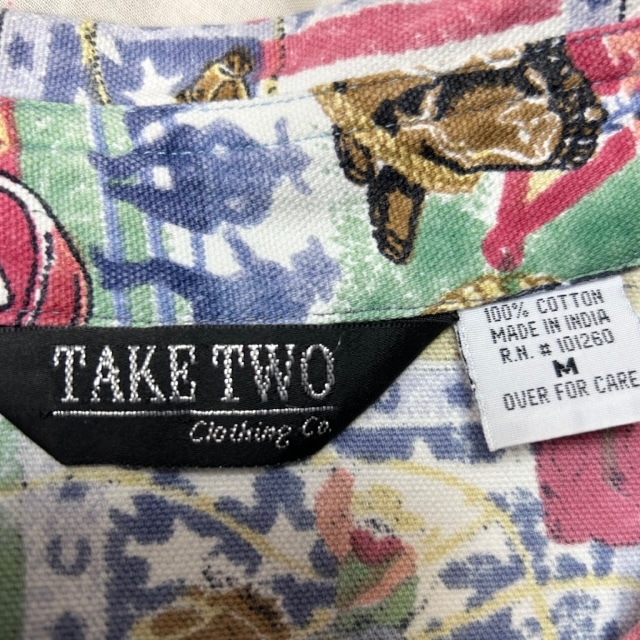 TAKE TWO
Clothing Co.
100% COTTON
MADE IN INDIA
R.N. # 101260
M
OVER FOR CARE